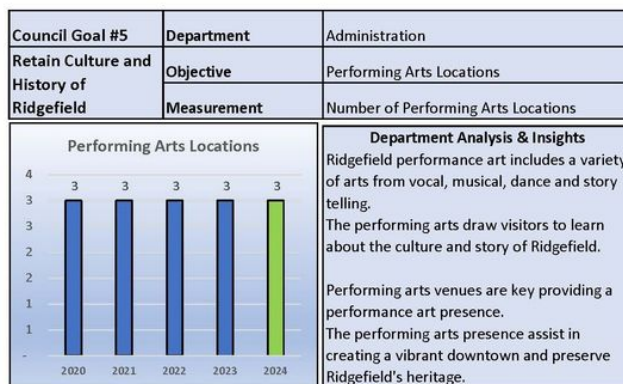 Council Goal #5
Department
Administration
Retain Culture and
History of
Ridgefield
Objective
Performing Arts Locations
Measurement
Number of Performing Arts Locations
Performing Arts Locations
4
3
3
2
2
1
1
-
3
3
3
3
3
2020
2021
2022
2023
2024
Department Analysis & Insights
Ridgefield performance art includes a variety
of arts from vocal, musical, dance and story
telling.
The performing arts draw visitors to learn
about the culture and story of Ridgefield.
Performing arts venues are key providing a
performance art presence.
The performing arts presence assist in
creating a vibrant downtown and preserve
Ridgefield's heritage.